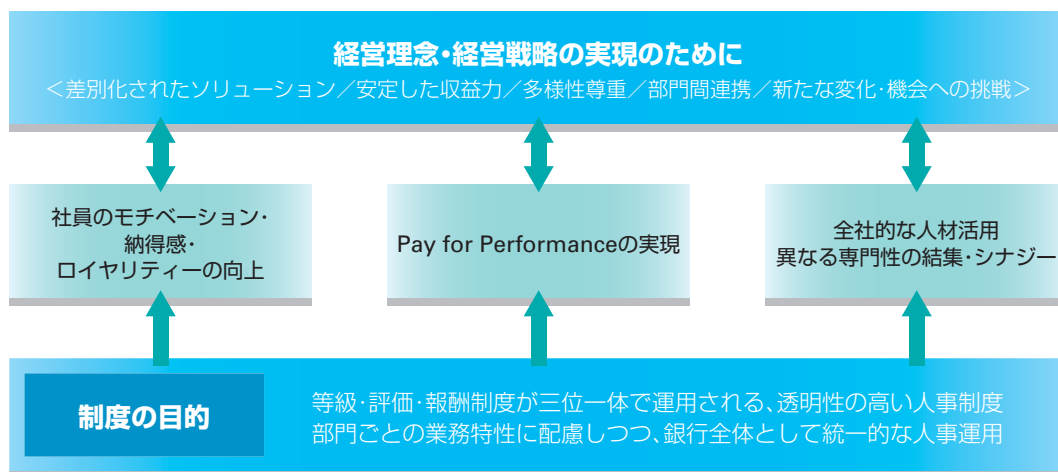 経営理念・経営戦略の実現のために
＜差別化されたソリューション／安定した収益力／多様性尊重／部門間連携／新たな変化・機会への挑戦＞
社員のモチベーション・
納得感・
ロイヤリティーの向上
Pay for Performanceの実現
全社的な人材活用
異なる専門性の結集・シナジー
制度の目的
等級・評価・報酬制度が三位一体で運用される、透明性の高い人事制度
部門ごとの業務特性に配慮しつつ、銀行全体として統一的な人事運用